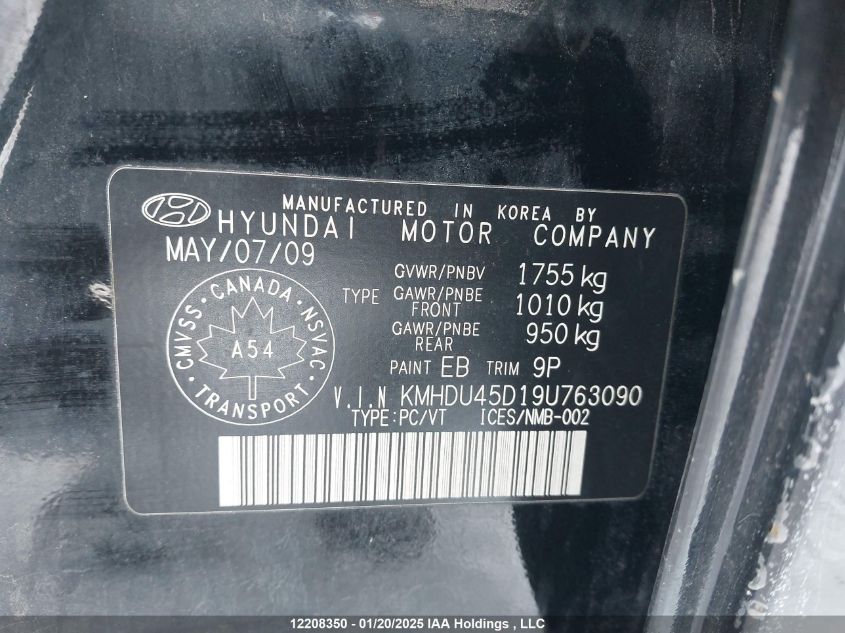 MANUFACTURED IN KOREA BY
HYUNDAI MOTOR COMPANY
MAY/07/09
GVWR/PNBV 1755 kg
TYPE GAWR/PNBE FRONT 1010 kg
GAWR/PNBE REAR 950 kg
PAINT EB TRIM 9P
CANADA
CMVSS · NSVAC
A54
TRANSPORT
V.I.N KMHDU45D19U763090
TYPE:PC/VT ICES/NMB-002
12208350 - 01/20/2025 IAA Holdings , LLC